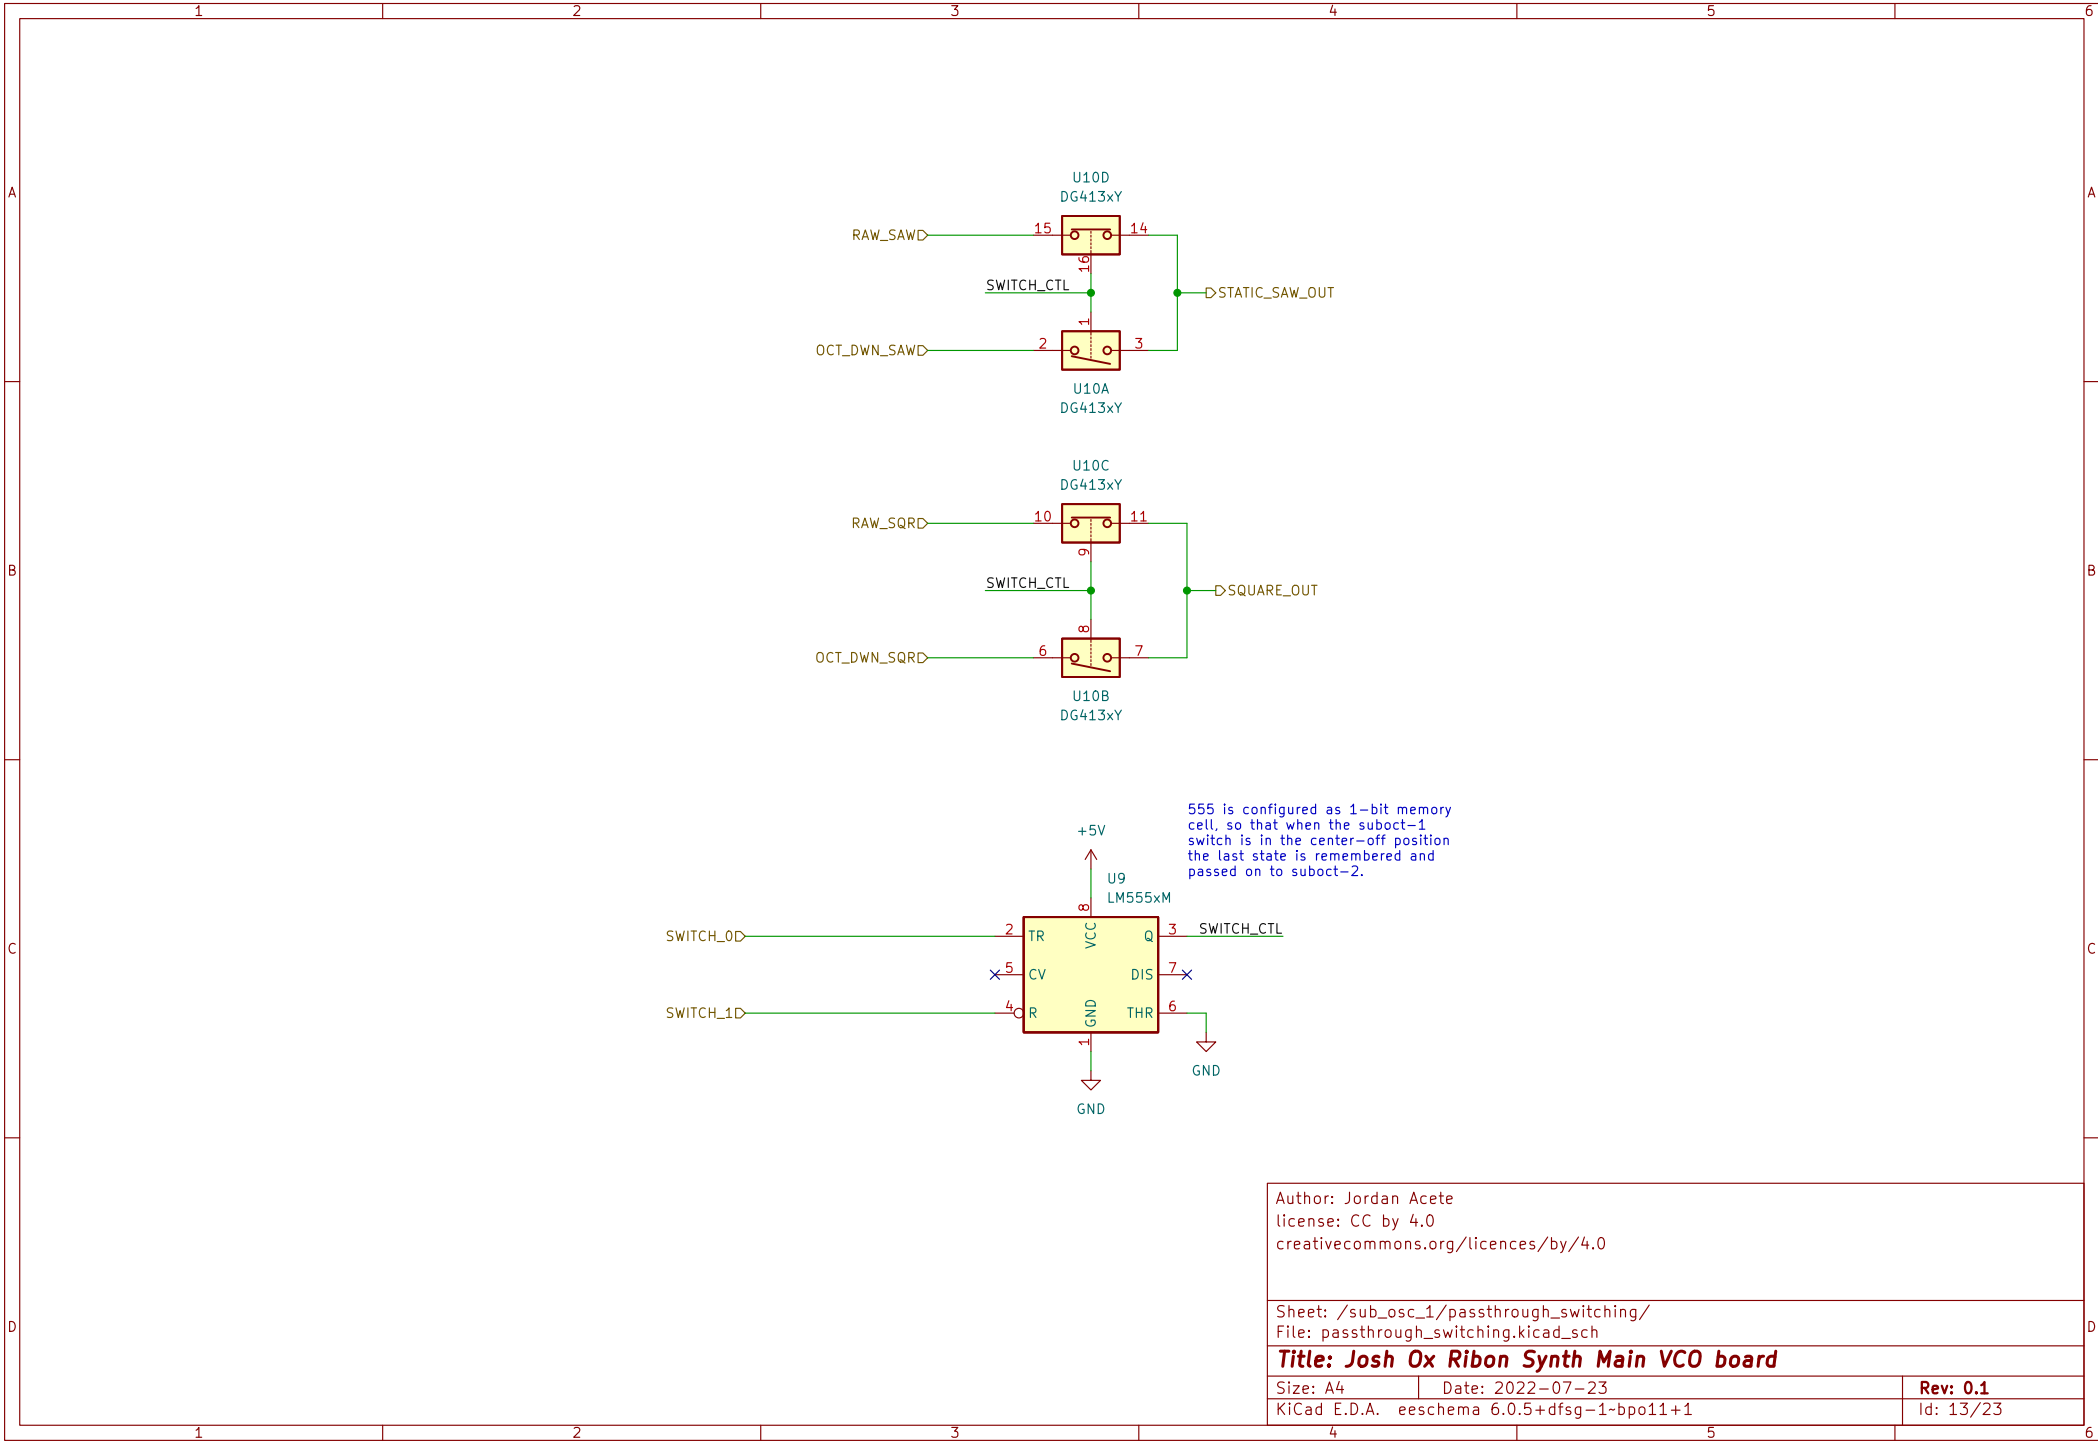 1 2 3 4 5 6
A A
U10D
DG413xY
RAW_SAW 15 14
16
SWITCH_CTL STATIC_SAW_OUT
1
OCT_DWN_SAW 2 3
U10A
DG413xY
U10C
DG413xY
RAW_SQR 10 11
9
B B
SWITCH_CTL SQUARE_OUT
8
OCT_DWN_SQR 6 7
U10B
DG413xY
555 is configured as 1-bit memory
cell, so that when the suboct-1
switch is in the center-off position
the last state is remembered and
passed on to suboct-2.
+5V
U9
LM555xM
8
VCC
SWITCH_0 2 TR Q 3 SWITCH_CTL
C C
5 CV DIS 7
SWITCH_1 4 R GND THR 6
1
GND
GND
Author: Jordan Acete
license: CC by 4.0
creativecommons.org/licences/by/4.0
Sheet: /sub_osc_1/passthrough_switching/
D D
File: passthrough_switching.kicad_sch
Title: Josh Ox Ribon Synth Main VCO board
Size: A4 Date: 2022-07-23 Rev: 0.1
KiCad E.D.A. eeschema 6.0.5+dfsg-1~bpo11+1 Id: 13/23
1 2 3 4 5 6